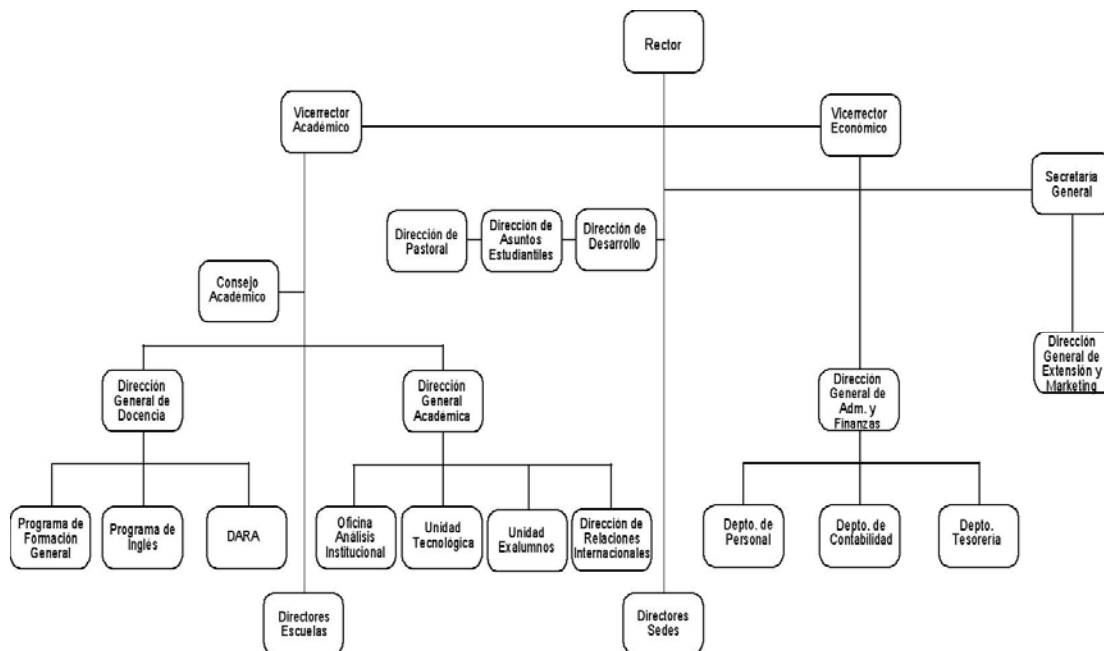 Rector
Vicerrector
Académico
Vicerrector
Económico
Secretaría
General
Dirección de
Pastoral
Dirección de
Asuntos
Estudiantiles
Dirección de
Desarrollo
Consejo
Académico
Dirección
General de
Extensión y
Marketing
Dirección
General de
Docencia
Dirección
General
Académica
Dirección
General de
Adm. y
Finanzas
Programa de
Formación
General
Programa de
Inglés
DARA
Oficina
Análisis
Institucional
Unidad
Tecnológica
Unidad
Exalumnos
Dirección de
Relaciones
Internacionales
Depto. de
Personal
Depto. de
Contabilidad
Depto.
Tesorería
Directores
Escuelas
Directores
Sedes